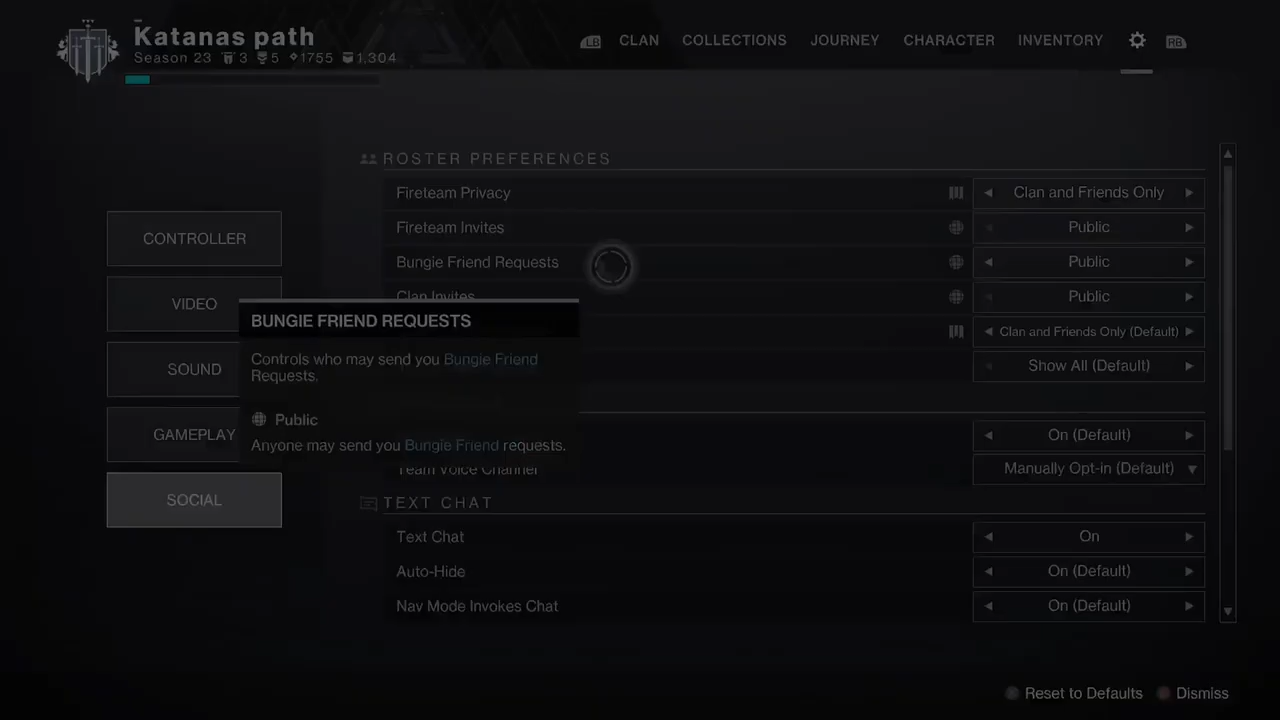 Katanas path
Season 23 3 5 1755 1,304
LB CLAN COLLECTIONS JOURNEY CHARACTER INVENTORY RB
ROSTER PREFERENCES
Fireteam Privacy Clan and Friends Only
Fireteam Invites Public
Bungie Friend Requests Public
Clan Invites Public
Clan and Friends Only (Default)
Show All (Default)
CONTROLLER
VIDEO
SOUND
GAMEPLAY
SOCIAL
BUNGIE FRIEND REQUESTS
Controls who may send you Bungie Friend
Requests.
Public
Anyone may send you Bungie Friend requests.
On (Default)
Team Voice Channel Manually Opt-in (Default)
TEXT CHAT
Text Chat On
Auto-Hide On (Default)
Nav Mode Invokes Chat On (Default)
Reset to Defaults Dismiss